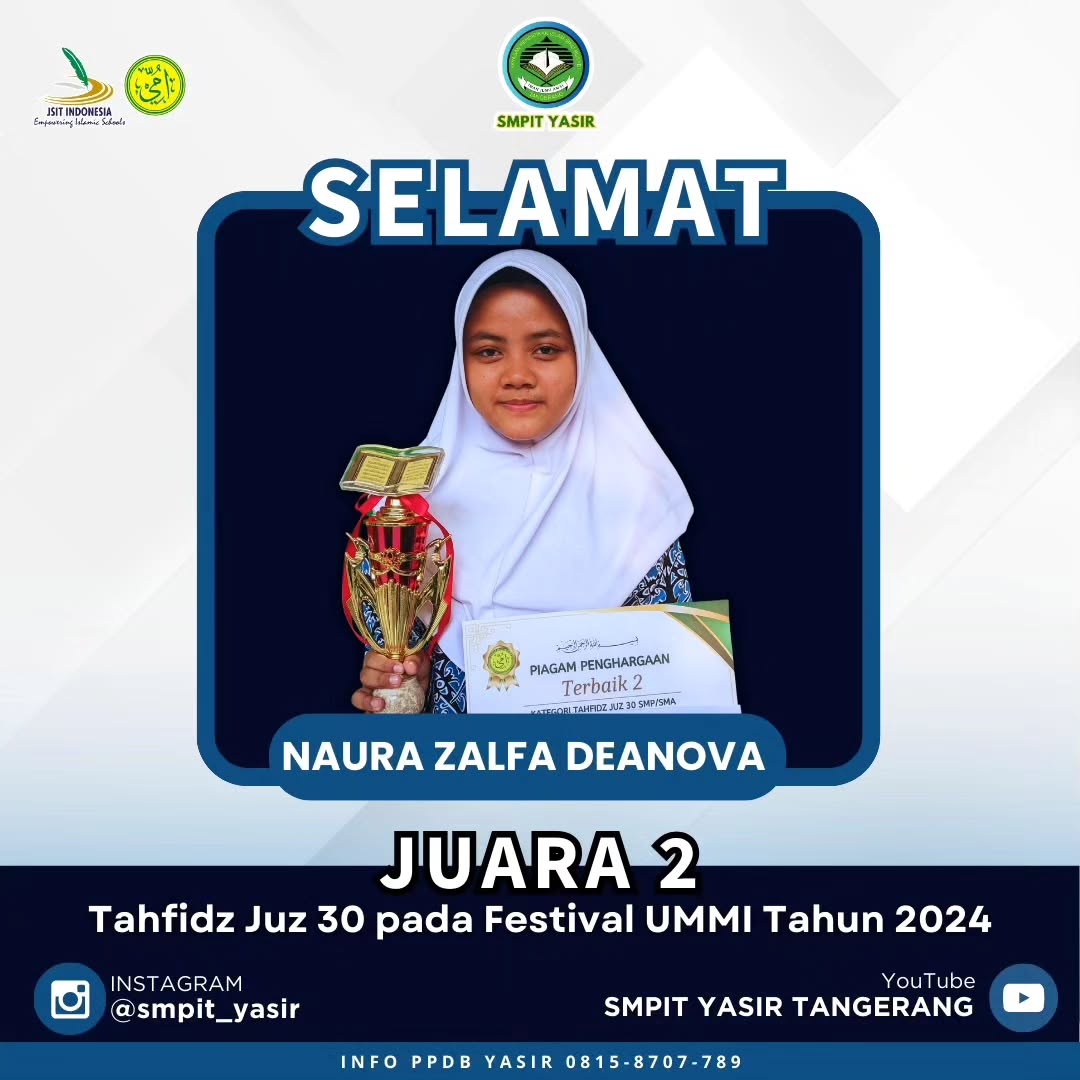 JSIT INDONESIA
Empowering Islamic Schools
SMPIT YASIR
SELAMAT
PIAGAM PENGHARGAAN
Terbaik 2
KATEGORI TAHFIDZ JUZ 30 SMP/SMA
NAURA ZALFA DEANOVA
JUARA 2
Tahfidz Juz 30 pada Festival UMMI Tahun 2024
INSTAGRAM
@smpit_yasir
YouTube
SMPIT YASIR TANGERANG
INFO PPDB YASIR 0815-8707-789